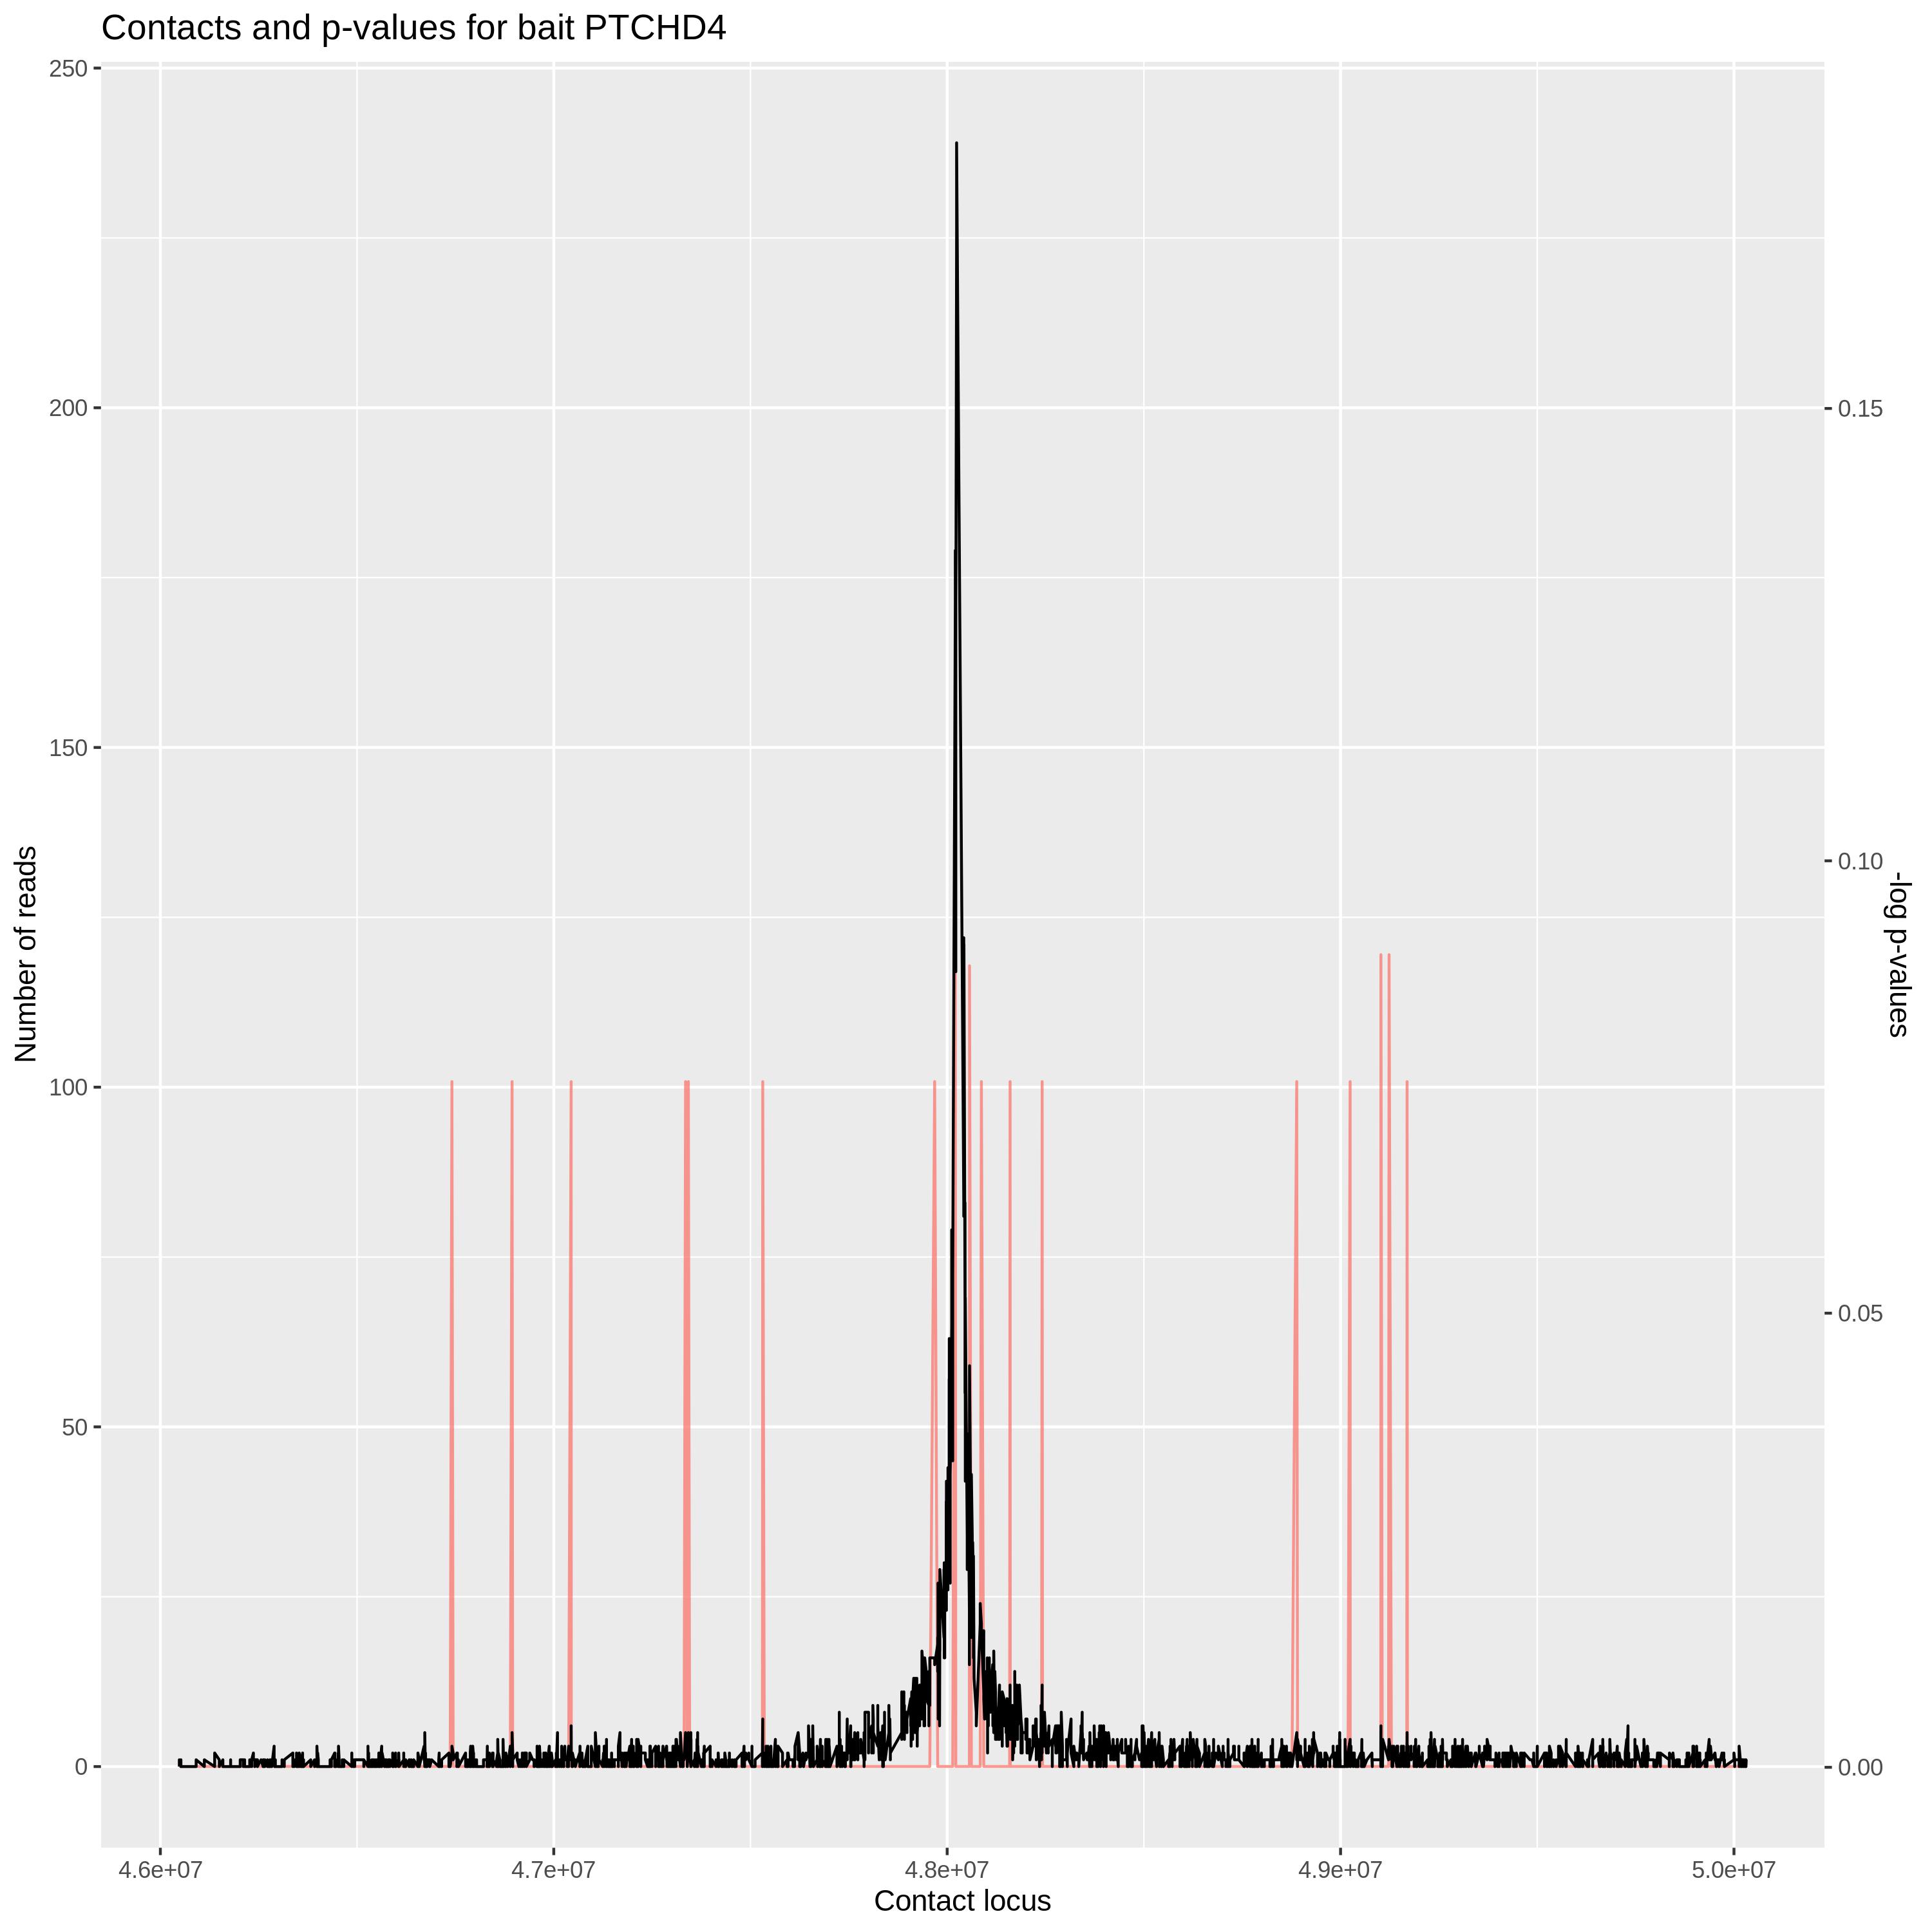 Contacts and p-values for bait PTCHD4
250
200
150
100
50
0
Number of reads
0.15
0.10
0.05
0.00
-log p-values
4.6e+07
4.7e+07
4.8e+07
4.9e+07
5.0e+07
Contact locus